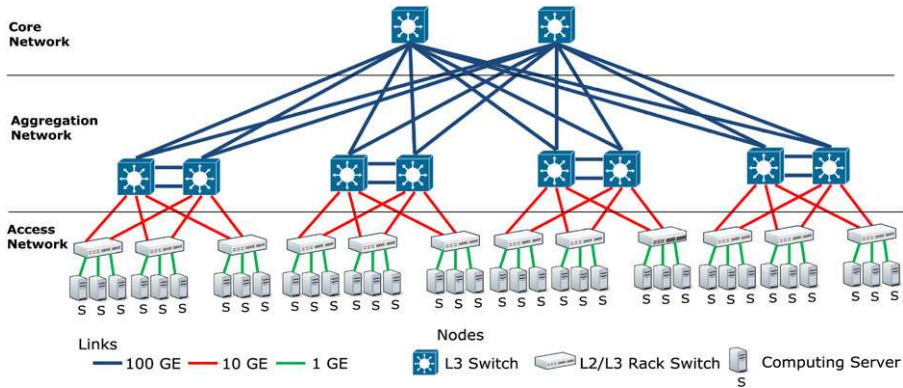 Core
Network
Aggregation
Network
Access
Network
S S S S S S S S S S S S S S S S S S S S S S S S S S S S S S S S S S S S
Links
100 GE 10 GE 1 GE
Nodes
L3 Switch L2/L3 Rack Switch Computing Server
S